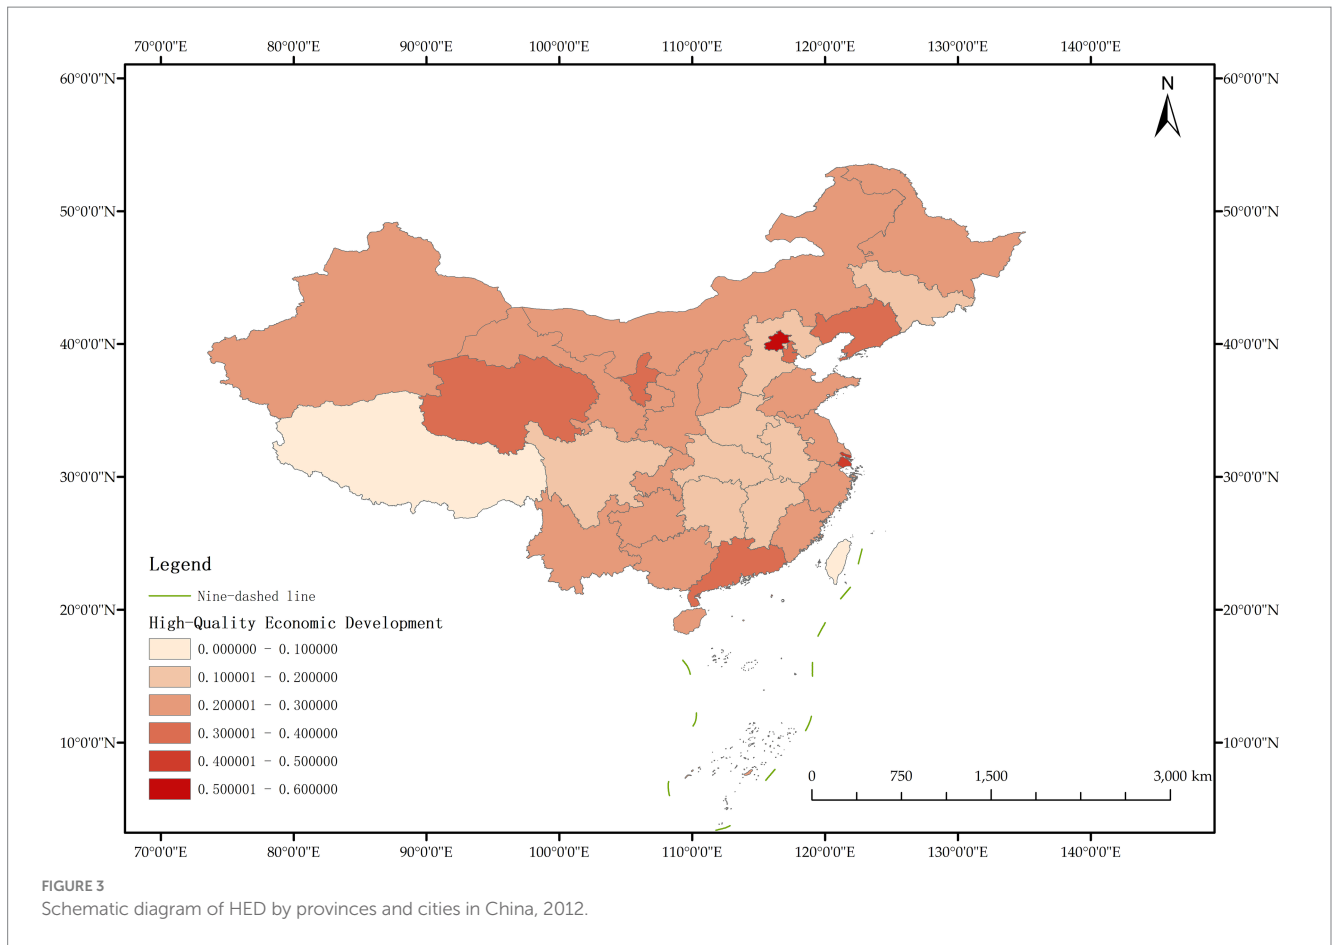 70°0'0"E 80°0'0"E 90°0'0"E 100°0'0"E 110°0'0"E 120°0'0"E 130°0'0"E 140°0'0"E
60°0'0"N 60°0'0"N
N
50°0'0"N 50°0'0"N
40°0'0"N 40°0'0"N
30°0'0"N 30°0'0"N
Legend
Nine-dashed line
20°0'0"N 20°0'0"N
High-Quality Economic Development
0.000000 - 0.100000
0.100001 - 0.200000
0.200001 - 0.300000
0.300001 - 0.400000
10°0'0"N 10°0'0"N
0.400001 - 0.500000
0.500001 - 0.600000
0 750 1,500 3,000 km
70°0'0"E 80°0'0"E 90°0'0"E 100°0'0"E 110°0'0"E 120°0'0"E 130°0'0"E 140°0'0"E
FIGURE 3
Schematic diagram of HED by provinces and cities in China, 2012.